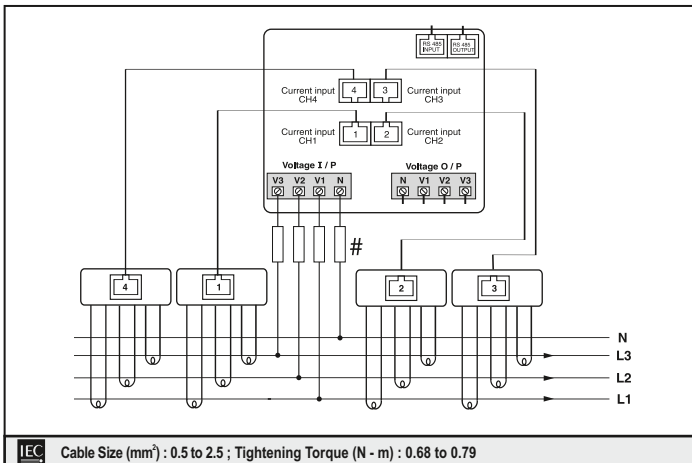 RS 485 INPUT
RS 485 OUTPUT
Current input CH4
4
3
Current input CH3
Current input CH1
1
2
Current input CH2
Voltage I / P
V3 V2 V1 N
Voltage O / P
N V1 V2 V3
#
4
1
2
3
N
L3
L2
L1
IEC
Cable Size (mm²) : 0.5 to 2.5 ; Tightening Torque (N - m) : 0.68 to 0.79